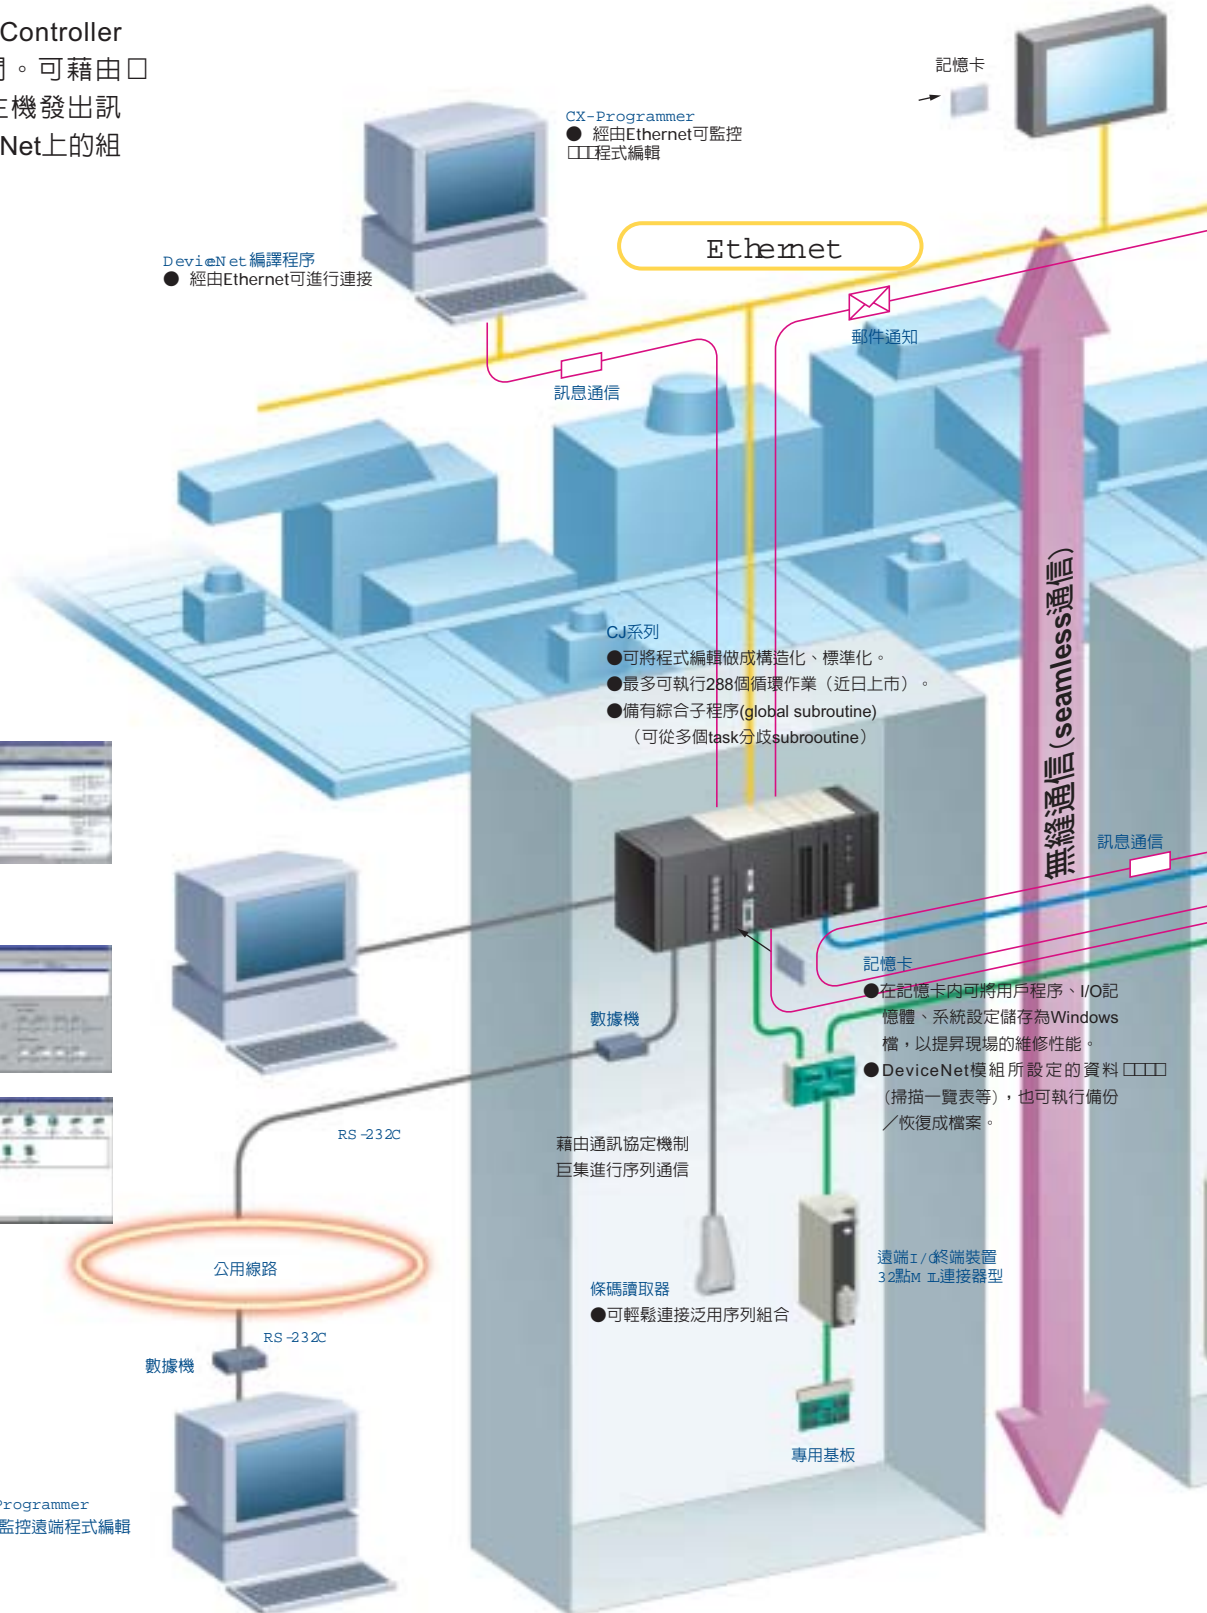 Controller
。可藉由□
主機發出訊
Net上的組
記憶卡
CX-Programmer
● 經由Ethernet可監控
□□□程式編輯
Ethernet
DeviceNet編譯程序
● 經由Ethernet可進行連接
郵件通知
訊息通信
CJ系列
●可將程式編輯做成構造化、標準化。
●最多可執行288個循環作業（近日上市）。
●備有綜合子程序(global subroutine)
（可從多個task分歧subrooutine）
無縫通信(seamless通信)
訊息通信
記憶卡
●在記憶卡内可將用戶程序、I/O記
憶體、系統設定儲存為Windows
檔，以提昇現場的維修性能。
●DeviceNet模組所設定的資料□□□□
(掃描一覽表等)，也可執行備份
／恢復成檔案。
數據機
RS-232C
藉由通訊協定機制
巨集進行序列通信
公用線路
遠端I/O終端裝置
32點MIL連接器型
條碼讀取器
●可輕鬆連接泛用序列組合
RS-232C
數據機
專用基板
Programmer
監控遠端程式編輯